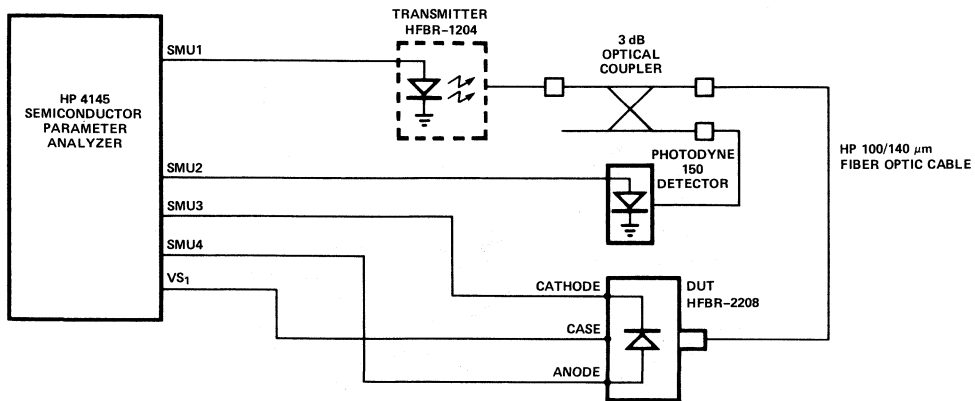 TRANSMITTER
HFBR-1204
3 dB
OPTICAL
COUPLER
SMU1
HP 4145
SEMICONDUCTOR
PARAMETER
ANALYZER
HP 100/140 μm
FIBER OPTIC CABLE
PHOTODYNE
150
DETECTOR
SMU2
SMU3
SMU4
VS1
CATHODE
CASE
ANODE
DUT
HFBR-2208